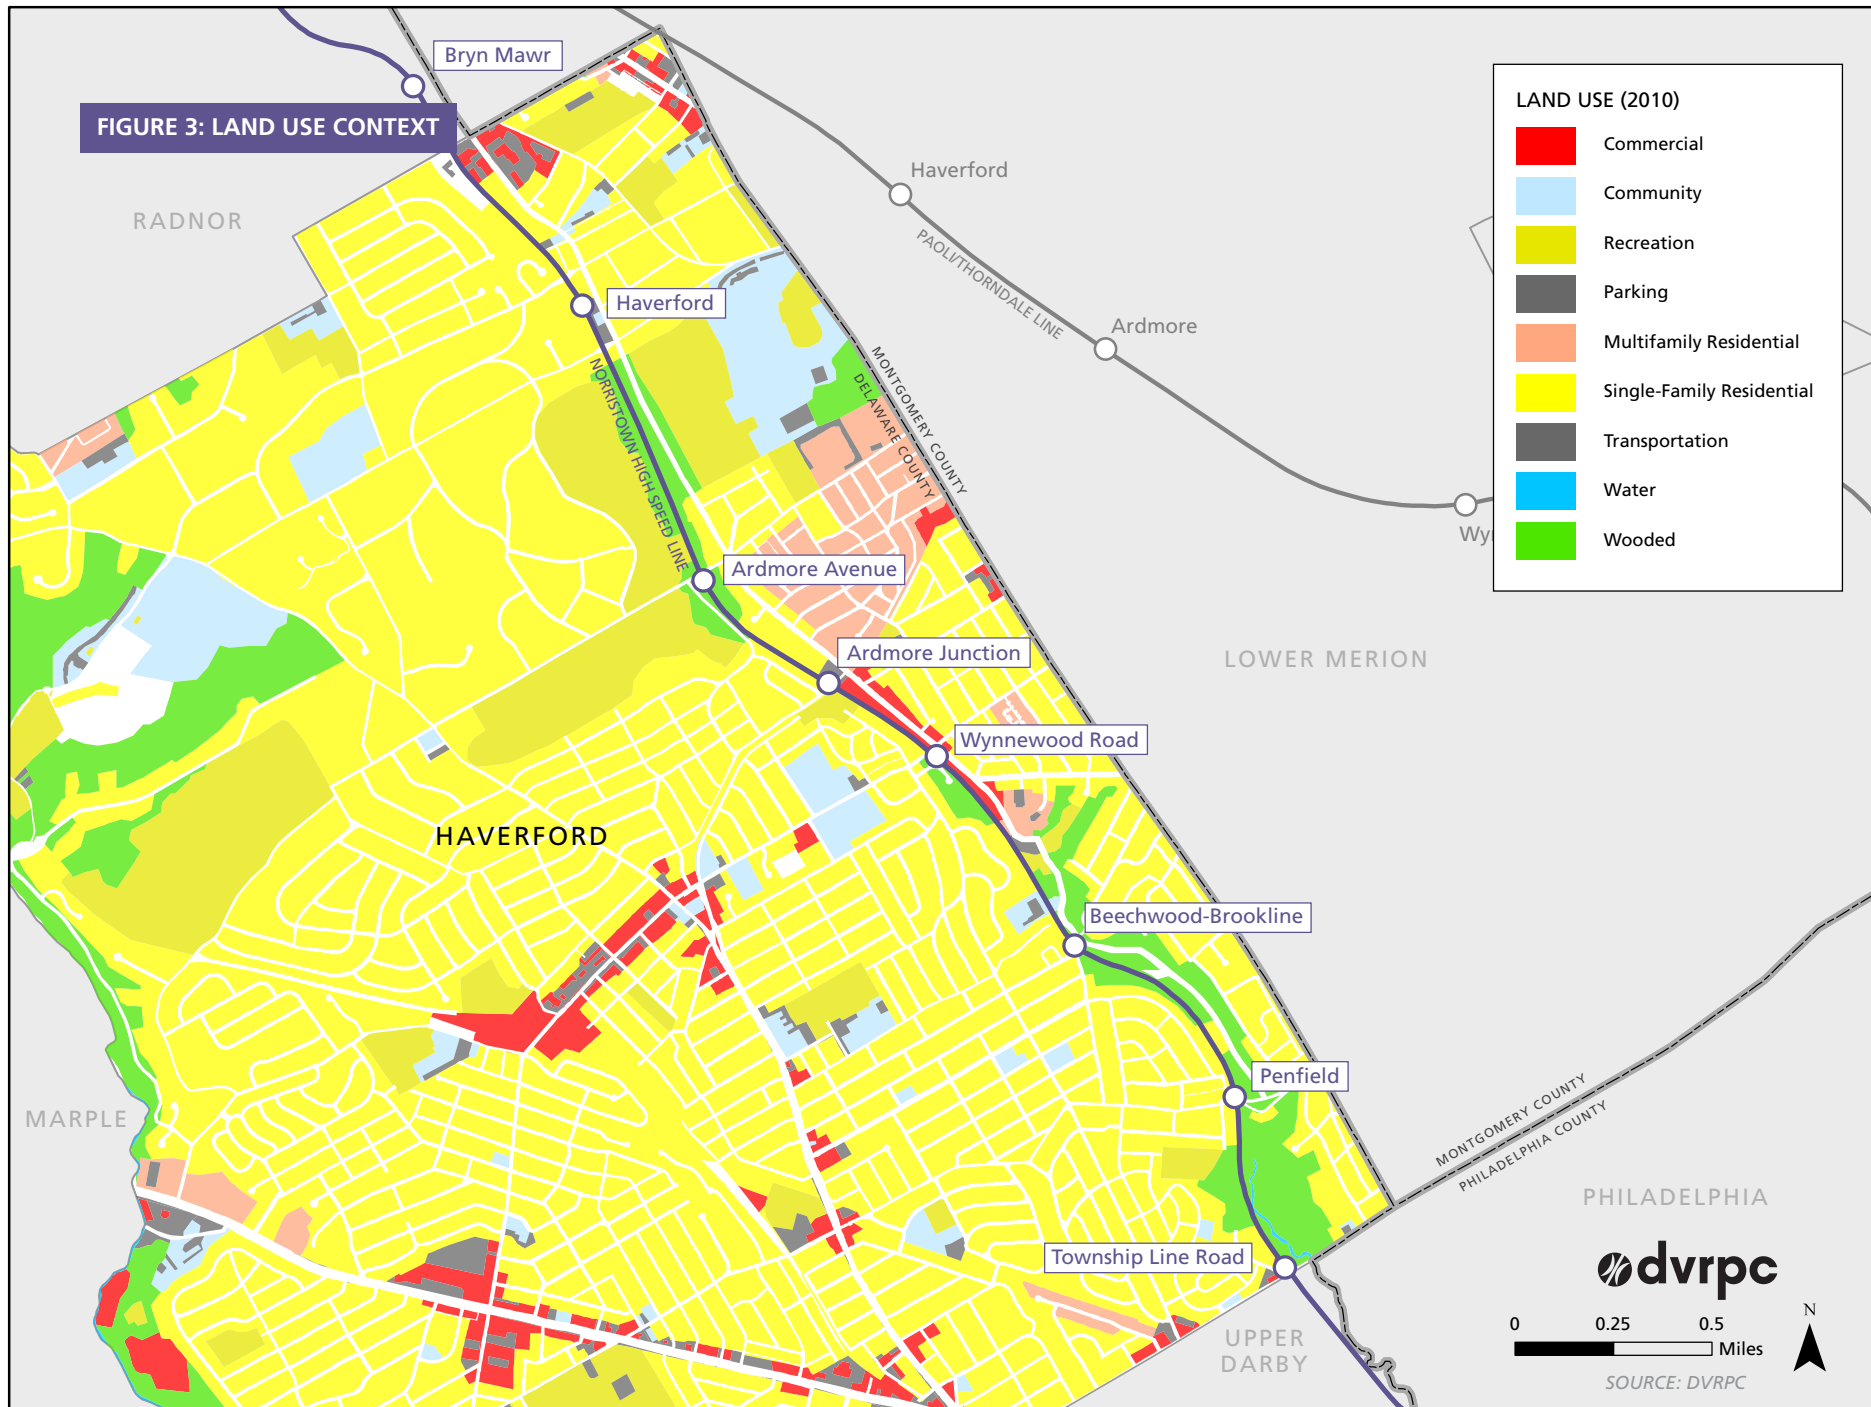 Bryn Mawr
FIGURE 3: LAND USE CONTEXT
RADNOR
Haverford
PAOLI/THORNDALE LINE
Ardmore
Haverford
NORRISTOWN HIGH SPEED LINE
MONTGOMERY COUNTY
DELAWARE COUNTY
Ardmore Avenue
Ardmore Junction
Wynnewood Road
HAVERFORD
LOWER MERION
Beechwood-Brookline
Penfield
MARPLE
Township Line Road
MONTGOMERY COUNTY
PHILADELPHIA COUNTY
PHILADELPHIA
UPPER
DARBY
LAND USE (2010)
Commercial
Community
Recreation
Parking
Multifamily Residential
Single-Family Residential
Transportation
Water
Wooded
Wy
dvrpc
N
0 0.25 0.5
Miles
SOURCE: DVRPC